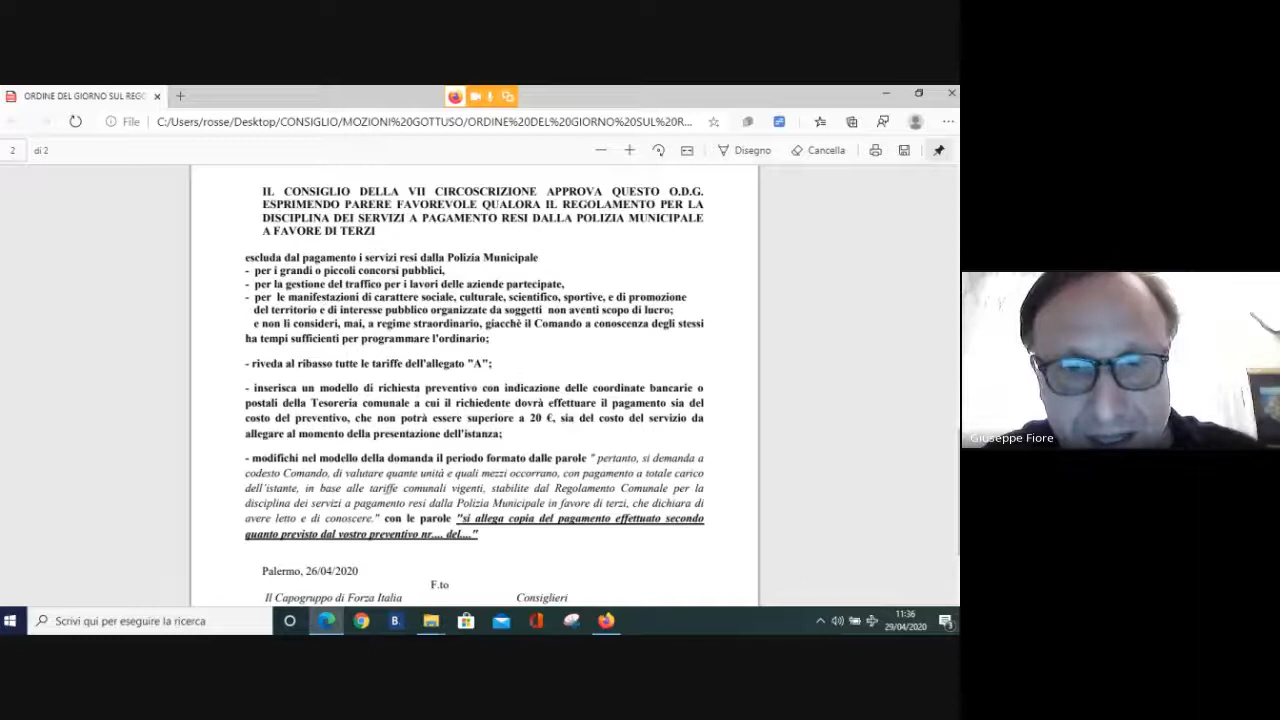 ORDINE DEL GIORNO SUL REGO
File
C:/Users/rosse/Desktop/CONSIGLIO/MOZIONI%20GOTTUSO/ORDINE%20DEL%20GIORNO%20SUL%20R...
2
di 2
Disegno
Cancella
IL CONSIGLIO DELLA VII CIRCOSCRIZIONE APPROVA QUESTO O.D.G.
ESPRIMENDO PARERE FAVOREVOLE QUALORA IL REGOLAMENTO PER LA
DISCIPLINA DEI SERVIZI A PAGAMENTO RESI DALLA POLIZIA MUNICIPALE
A FAVORE DI TERZI
escluda dal pagamento i servizi resi dalla Polizia Municipale
- per i grandi o piccoli concorsi pubblici,
- per la gestione del traffico per i lavori delle aziende partecipate,
- per le manifestazioni di carattere sociale, culturale, scientifico, sportive, e di promozione
del territorio e di interesse pubblico organizzate da soggetti non aventi scopo di lucro;
e non li consideri, mai, a regime straordinario, giacchè il Comando a conoscenza degli stessi
ha tempi sufficienti per programmare l'ordinario;
- riveda al ribasso tutte le tariffe dell'allegato "A";
- inserisca un modello di richiesta preventivo con indicazione delle coordinate bancarie o
postali della Tesoreria comunale a cui il richiedente dovrà effettuare il pagamento sia del
costo del preventivo, che non potrà essere superiore a 20 €, sia del costo del servizio da
allegare al momento della presentazione dell'istanza;
- modifichi nel modello della domanda il periodo formato dalle parole " pertanto, si demanda a
codesto Comando, di valutare quante unità e quali mezzi occorrano, con pagamento a totale carico
dell'istante, in base alle tariffe comunali vigenti, stabilite dal Regolamento Comunale per la
disciplina dei servizi a pagamento resi dalla Polizia Municipale in favore di terzi, che dichiara di
avere letto e di conoscere." con le parole "si allega copia del pagamento effettuato secondo
quanto previsto dal vostro preventivo nr.... del...."
Palermo, 26/04/2020
F.to
Il Capogruppo di Forza Italia
Consiglieri
Giuseppe Fiore
Scrivi qui per eseguire la ricerca
B.
11:36
29/04/2020
3